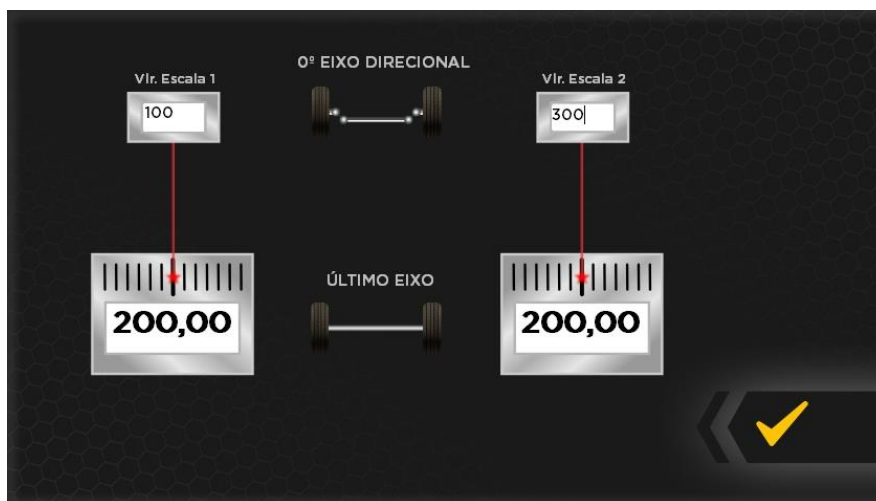 0º EIXO DIRECIONAL
Vlr. Escala 1
Vlr. Escala 2
100
300
ÚLTIMO EIXO
200,00
200,00